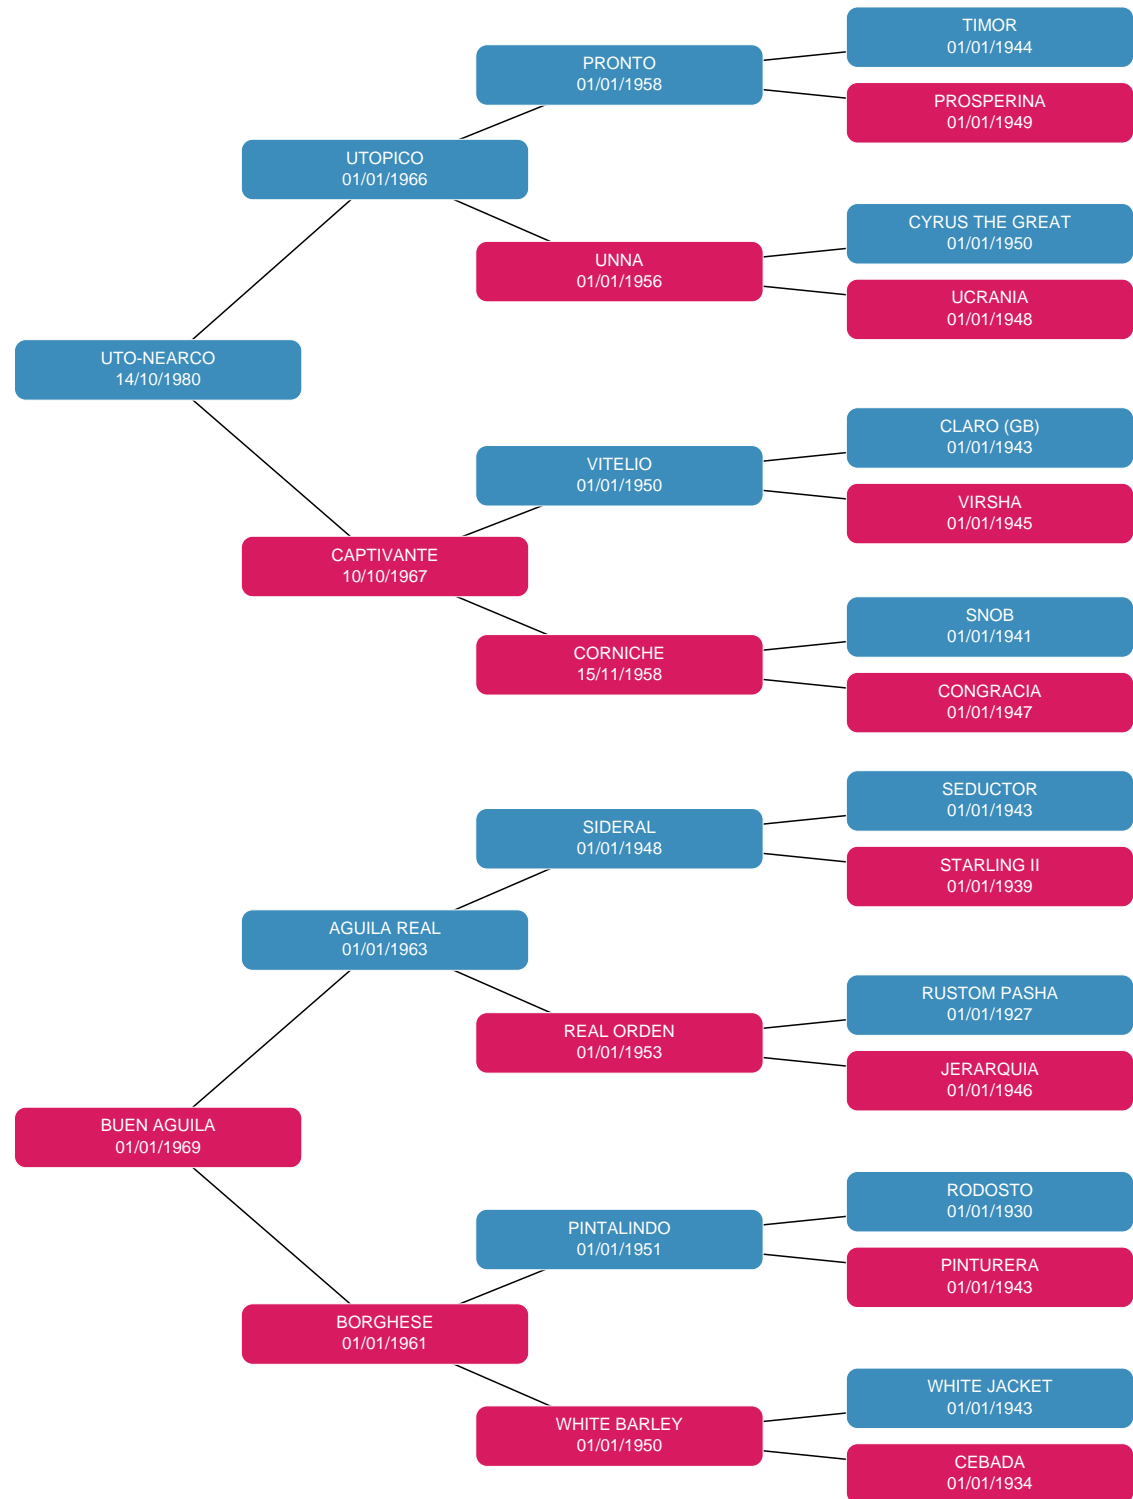 TIMOR
01/01/1944
PRONTO
01/01/1958
PROSPERINA
01/01/1949
UTOPICO
01/01/1966
CYRUS THE GREAT
01/01/1950
UNNA
01/01/1956
UCRANIA
01/01/1948
UTO-NEARCO
14/10/1980
CLARO (GB)
01/01/1943
VITELIO
01/01/1950
VIRSHA
01/01/1945
CAPTIVANTE
10/10/1967
SNOB
01/01/1941
CORNICHE
15/11/1958
CONGRACIA
01/01/1947
SEDUCTOR
01/01/1943
SIDERAL
01/01/1948
STARLING II
01/01/1939
AGUILA REAL
01/01/1963
RUSTOM PASHA
01/01/1927
REAL ORDEN
01/01/1953
JERARQUIA
01/01/1946
BUEN AGUILA
01/01/1969
RODOSTO
01/01/1930
PINTALINDO
01/01/1951
PINTURERA
01/01/1943
BORGHESE
01/01/1961
WHITE JACKET
01/01/1943
WHITE BARLEY
01/01/1950
CEBADA
01/01/1934